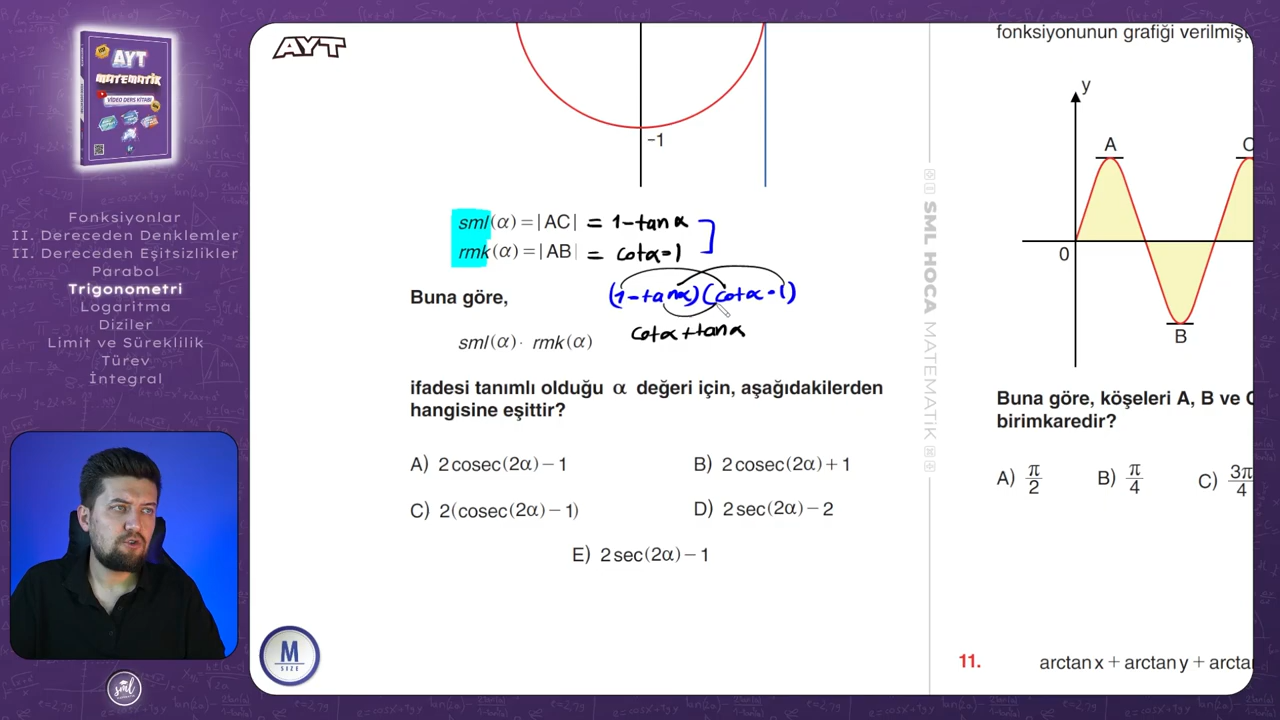 AYT
MATEMATİK
VİDEO DERS KİTABI
Fonksiyonlar
II. Dereceden Denklemler
II. Dereceden Eşitsizlikler
Parabol
Trigonometri
Logaritma
Diziler
Limit ve Süreklilik
Türev
İntegral
sml
AYT
-1
sml(α) = |AC| = 1-tanα
rmk(α) = |AB| = cotα-1
Buna göre,
(1-tanα)(cotα-1)
cotα+tanα
sml(α) · rmk(α)
ifadesi tanımlı olduğu α değeri için, aşağıdakilerden
hangisine eşittir?
A) 2cosec(2α) − 1
B) 2cosec(2α) + 1
C) 2(cosec(2α) − 1)
D) 2sec(2α) − 2
E) 2sec(2α) − 1
M
SIZE
SML HOCA MATEMATİK
fonksiyonunun grafiği verilmişt
y
A
C
0
B
Buna göre, köşeleri A, B ve C
birimkaredir?
A) π/2
B) π/4
C) 3π/4
11. arctan x + arctan y + arcta